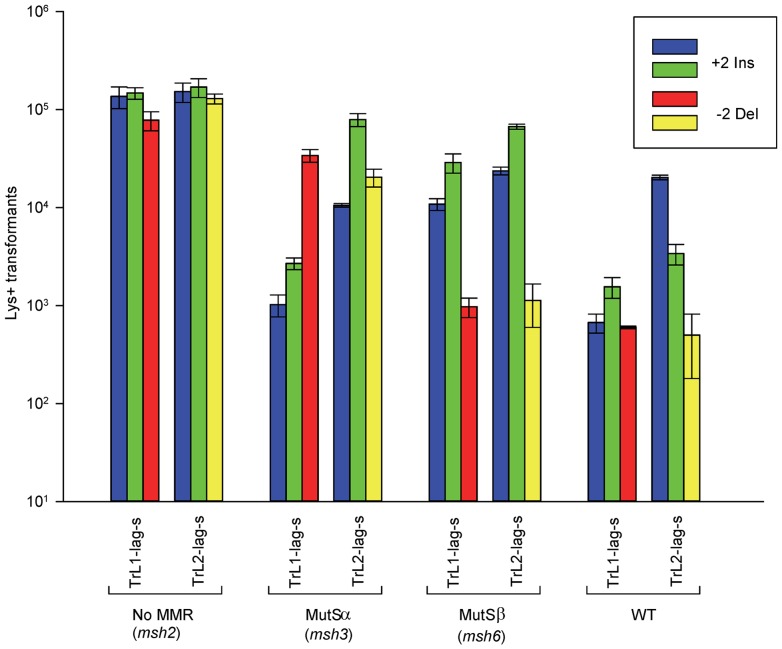 10⁶
10⁵
10⁴
10³
10²
10¹
Lys+ transformants
+2 Ins
-2 Del
TrL1-lag-s
TrL2-lag-s
TrL1-lag-s
TrL2-lag-s
TrL1-lag-s
TrL2-lag-s
TrL1-lag-s
TrL2-lag-s
No MMR
(msh2)
MutSα
(msh3)
MutSβ
(msh6)
WT